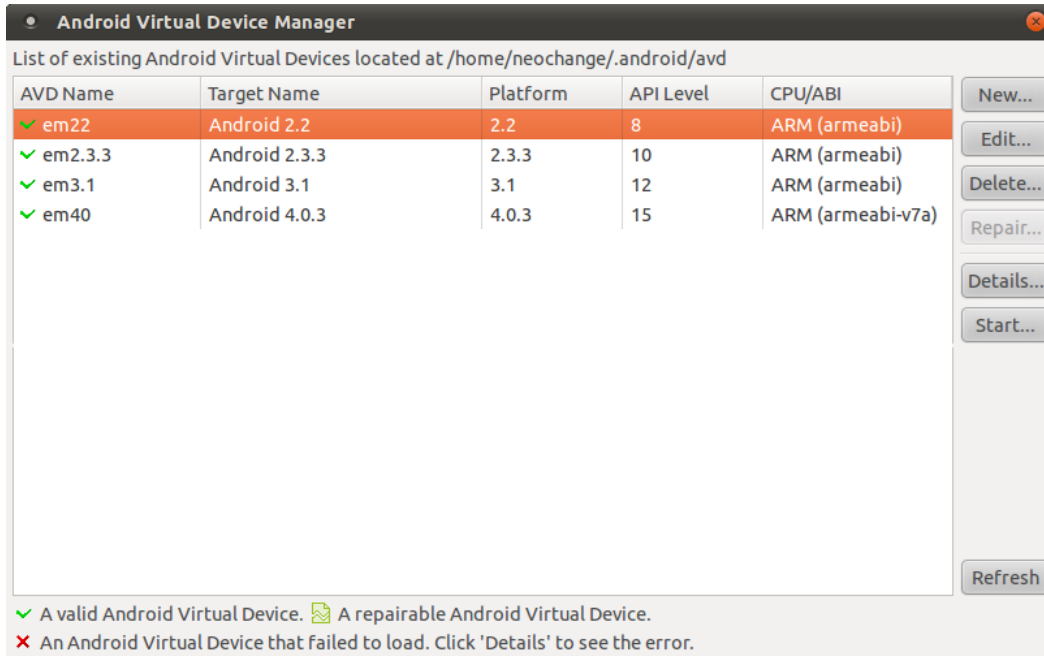 Android Virtual Device Manager
List of existing Android Virtual Devices located at /home/neochange/.android/avd
AVD Name Target Name Platform API Level CPU/ABI
em22 Android 2.2 2.2 8 ARM (armeabi)
em2.3.3 Android 2.3.3 2.3.3 10 ARM (armeabi)
em3.1 Android 3.1 3.1 12 ARM (armeabi)
em40 Android 4.0.3 4.0.3 15 ARM (armeabi-v7a)
New...
Edit...
Delete...
Repair...
Details...
Start...
Refresh
A valid Android Virtual Device. A repairable Android Virtual Device.
An Android Virtual Device that failed to load. Click 'Details' to see the error.